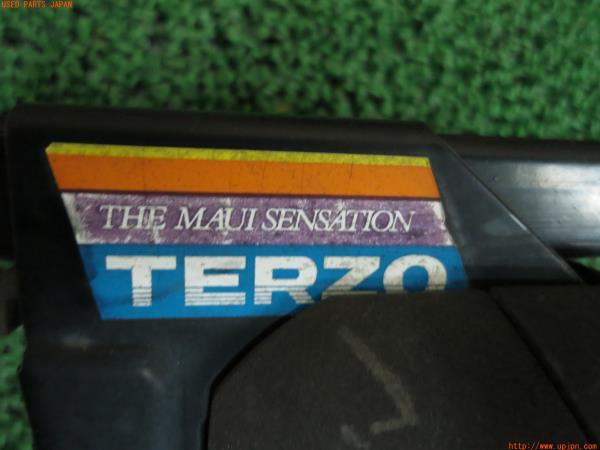 USED PARTS JAPAN
THE MAUI SENSATION
TERZO
http://www.upjpn.com/